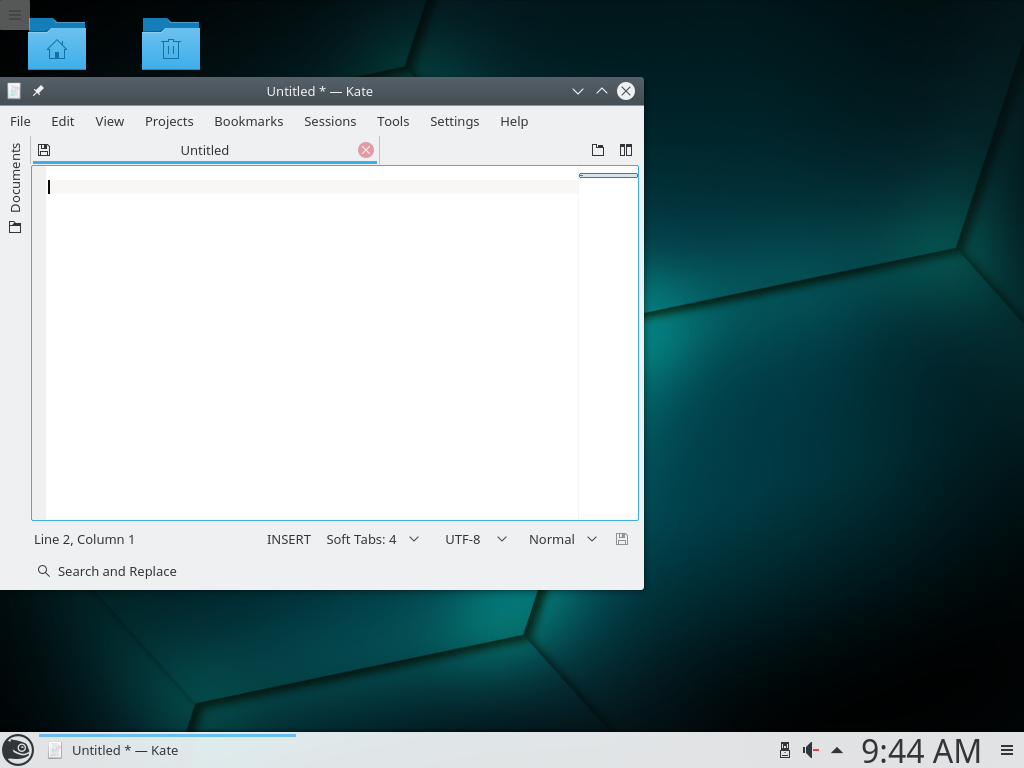 Untitled * — Kate
File Edit View Projects Bookmarks Sessions Tools Settings Help
Untitled
Documents
Line 2, Column 1 INSERT Soft Tabs: 4 UTF-8 Normal
Search and Replace
Untitled * — Kate 9:44 AM